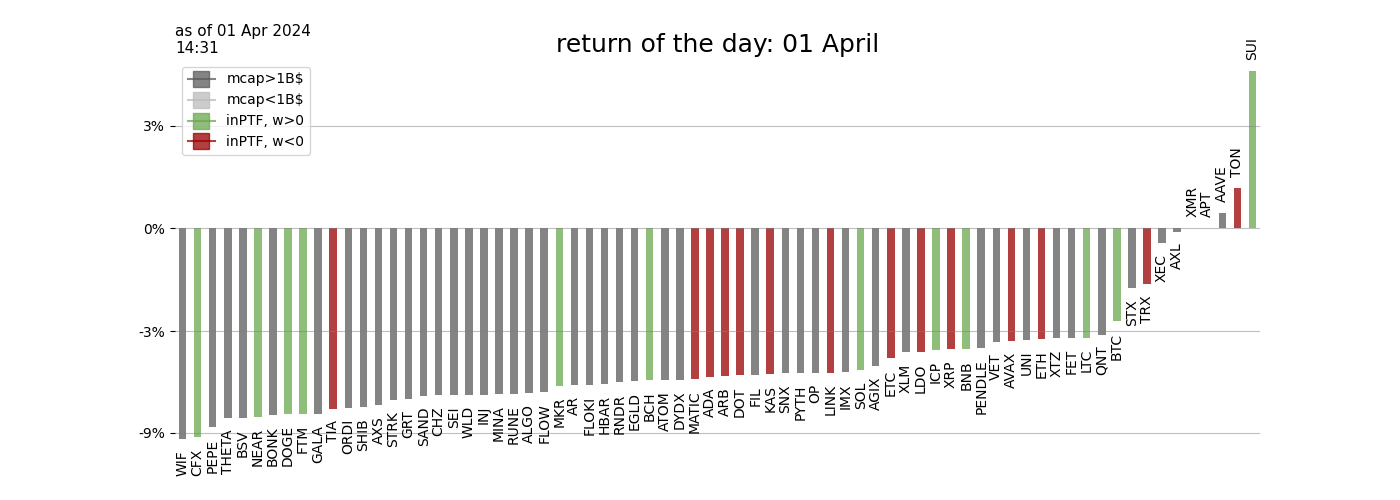 as of 01 Apr 2024
14:31
return of the day: 01 April
mcap>1B$
mcap<1B$
inPTF, w>0
inPTF, w<0
3%
0%
-3%
-9%
WIF
CFX
PEPE
THETA
BSV
NEAR
BONK
DOGE
FTM
GALA
TIA
ORDI
SHIB
AXS
STRK
GRT
SAND
CHZ
SEI
WLD
INJ
MINA
RUNE
ALGO
FLOW
MKR
AR
FLOKI
HBAR
RNDR
EGLD
BCH
ATOM
DYDX
MATIC
ADA
ARB
DOT
FIL
KAS
SNX
PYTH
OP
LINK
IMX
SOL
AGIX
ETC
XLM
LDO
ICP
XRP
BNB
PENDLE
VET
AVAX
UNI
ETH
XTZ
FET
LTC
QNT
BTC
STX
TRX
XEC
AXL
XMR
APT
AAVE
TON
SUI